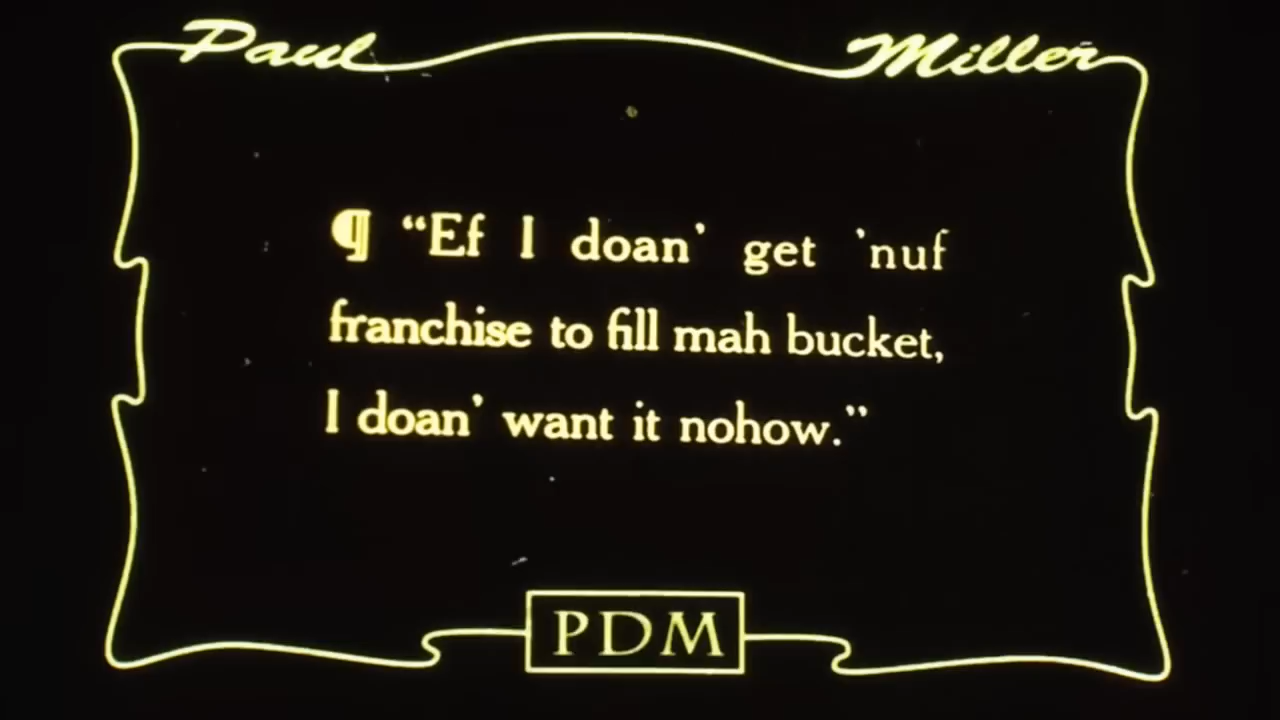 Paul Miller
¶ “Ef I doan’ get ’nuf
franchise to fill mah bucket,
I doan’ want it nohow.”
PDM